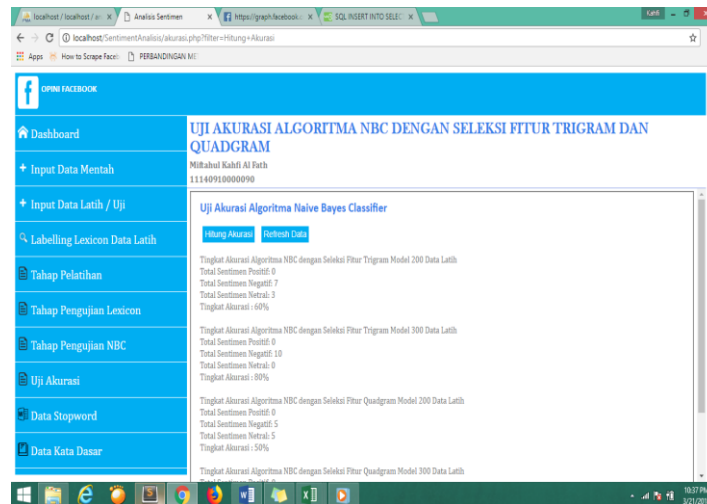 localhost / localhost / an
Analisis Sentimen
https://graph.facebook.c
SQL INSERT INTO SELEC
Kahfi
localhost/SentimentAnalisis/akurasi.php?filter=Hitung+Akurasi
Apps
How to Scrape Faceb
PERBANDINGAN ME
OPINI FACEBOOK
Dashboard
+ Input Data Mentah
+ Input Data Latih / Uji
Labelling Lexicon Data Latih
Tahap Pelatihan
Tahap Pengujian Lexicon
Tahap Pengujian NBC
Uji Akurasi
Data Stopword
Data Kata Dasar
UJI AKURASI ALGORITMA NBC DENGAN SELEKSI FITUR TRIGRAM DAN
QUADGRAM
Miftahul Kahfi Al Fath
11140910000090
Uji Akurasi Algoritma Naive Bayes Classifier
Hitung Akurasi
Refresh Data
Tingkat Akurasi Algoritma NBC dengan Seleksi Fitur Trigram Model 200 Data Latih
Total Sentimen Positif: 0
Total Sentimen Negatif: 7
Total Sentimen Netral: 3
Tingkat Akurasi : 60%
Tingkat Akurasi Algoritma NBC dengan Seleksi Fitur Trigram Model 300 Data Latih
Total Sentimen Positif: 0
Total Sentimen Negatif: 10
Total Sentimen Netral: 0
Tingkat Akurasi : 80%
Tingkat Akurasi Algoritma NBC dengan Seleksi Fitur Quadgram Model 200 Data Latih
Total Sentimen Positif: 0
Total Sentimen Negatif: 5
Total Sentimen Netral: 5
Tingkat Akurasi : 50%
Tingkat Akurasi Algoritma NBC dengan Seleksi Fitur Quadgram Model 300 Data Latih
10:37 PM